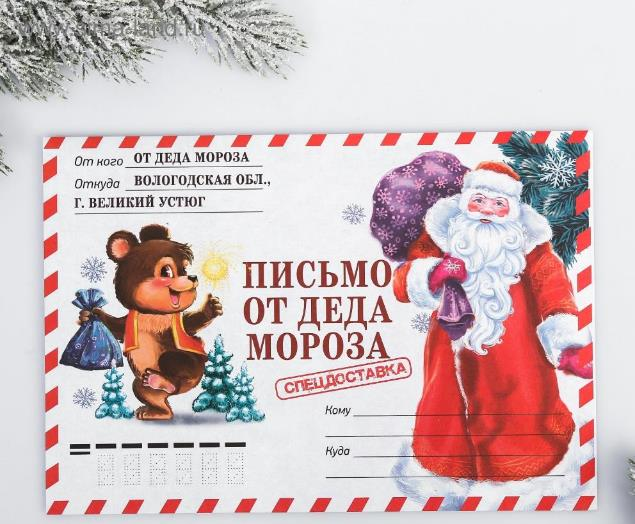 От кого ОТ ДЕДА МОРОЗА
Откуда ВОЛОГОДСКАЯ ОБЛ.,
Г. ВЕЛИКИЙ УСТЮГ
ПИСЬМО
ОТ ДЕДА
МОРОЗА
СПЕЦДОСТАВКА
Кому
Куда